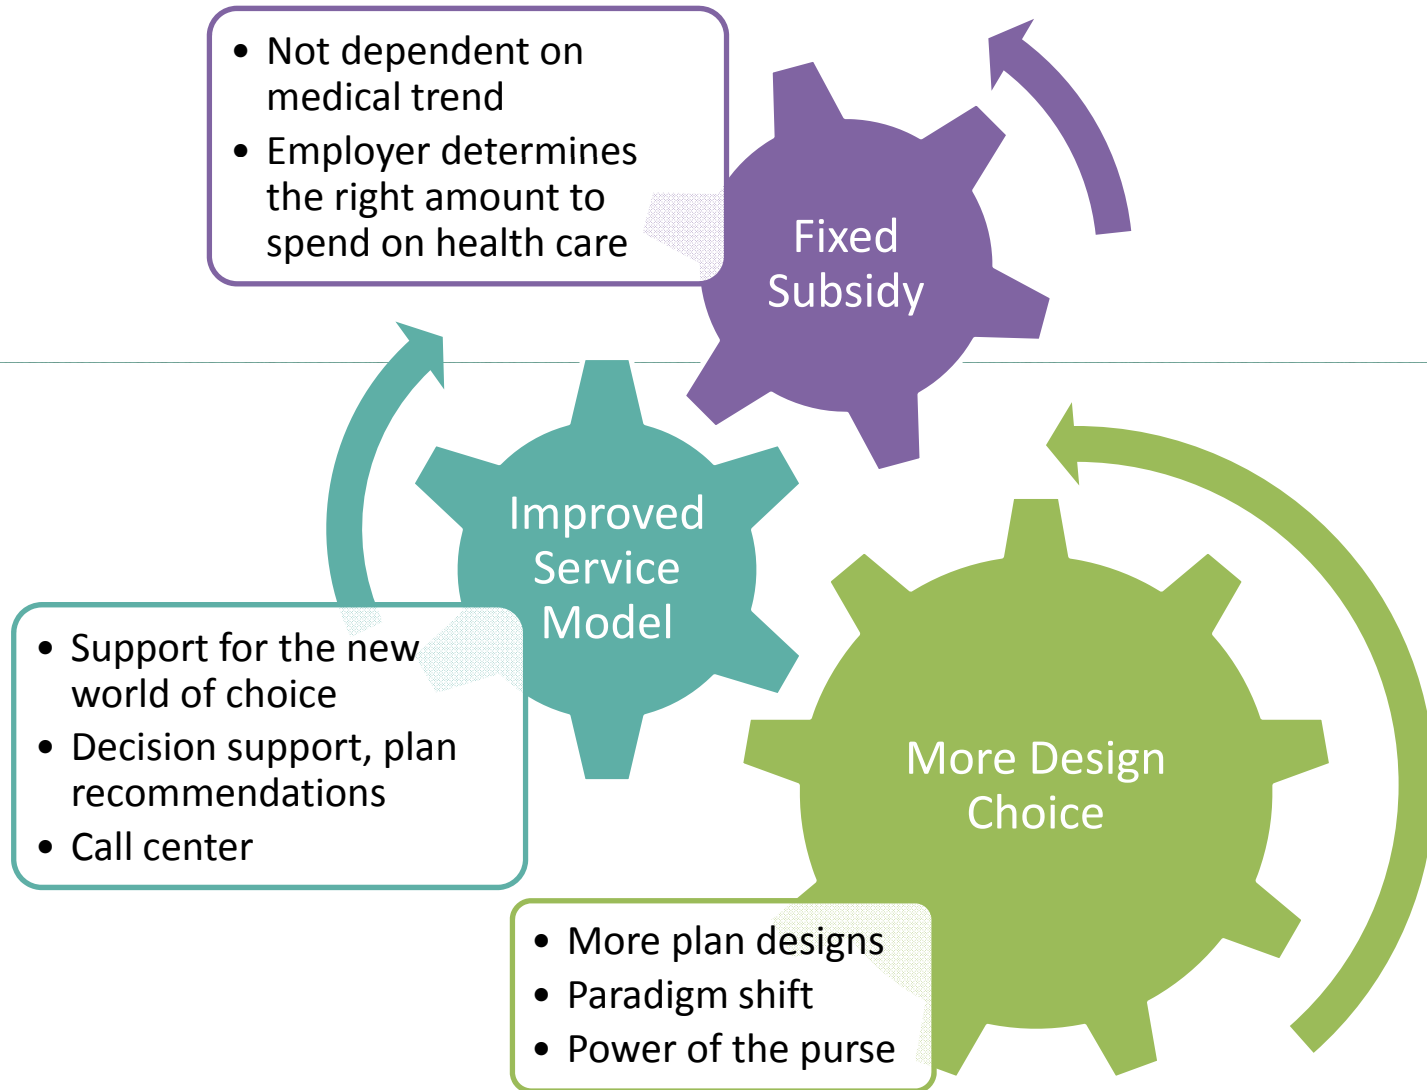 • Not dependent on
medical trend
• Employer determines
the right amount to
spend on health care
Fixed
Subsidy
Improved
Service
Model
• Support for the new
world of choice
• Decision support, plan
recommendations
• Call center
More Design
Choice
• More plan designs
• Paradigm shift
• Power of the purse